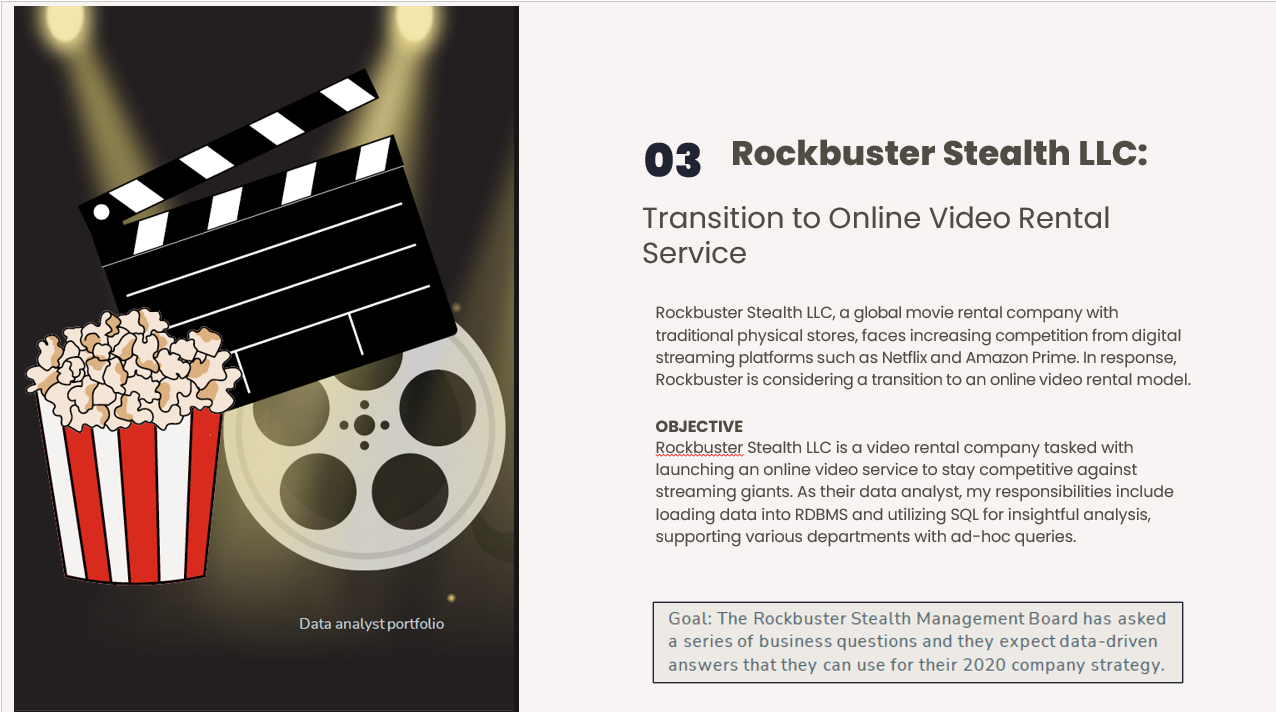 03 Rockbuster Stealth LLC:
Transition to Online Video Rental
Service
Rockbuster Stealth LLC, a global movie rental company with
traditional physical stores, faces increasing competition from digital
streaming platforms such as Netflix and Amazon Prime. In response,
Rockbuster is considering a transition to an online video rental model.
OBJECTIVE
Rockbuster Stealth LLC is a video rental company tasked with
launching an online video service to stay competitive against
streaming giants. As their data analyst, my responsibilities include
loading data into RDBMS and utilizing SQL for insightful analysis,
supporting various departments with ad-hoc queries.
Goal: The Rockbuster Stealth Management Board has asked
a series of business questions and they expect data-driven
answers that they can use for their 2020 company strategy.
Data analyst portfolio